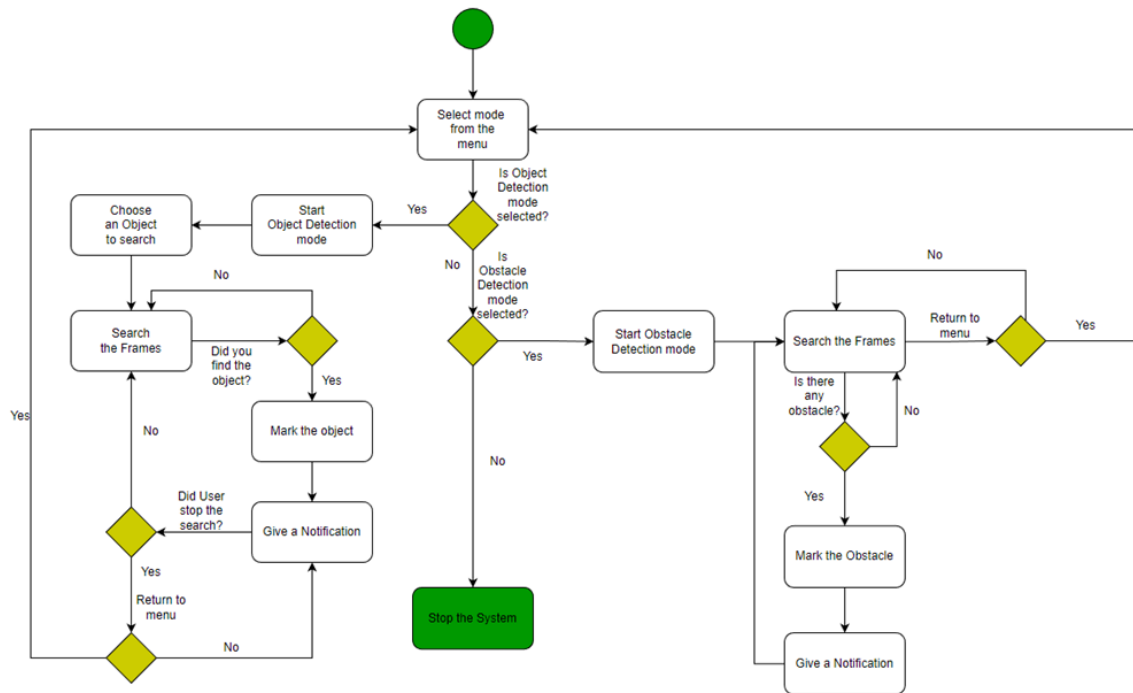 Select mode
from the
menu
Is Object
Detection
mode
selected?
Yes
Start
Object Detection
mode
Choose
an Object
to search
No
Is
Obstacle
Detection
mode
selected?
No
Search
the Frames
Did you
find the
object?
Yes
Mark the object
Give a Notification
Did User
stop the
search?
No
Yes
Return to
menu
No
Yes
Yes
Start Obstacle
Detection mode
No
Stop the System
Search the Frames
Return to
menu
No
Yes
Is there
any
obstacle?
No
Yes
Mark the Obstacle
Give a Notification